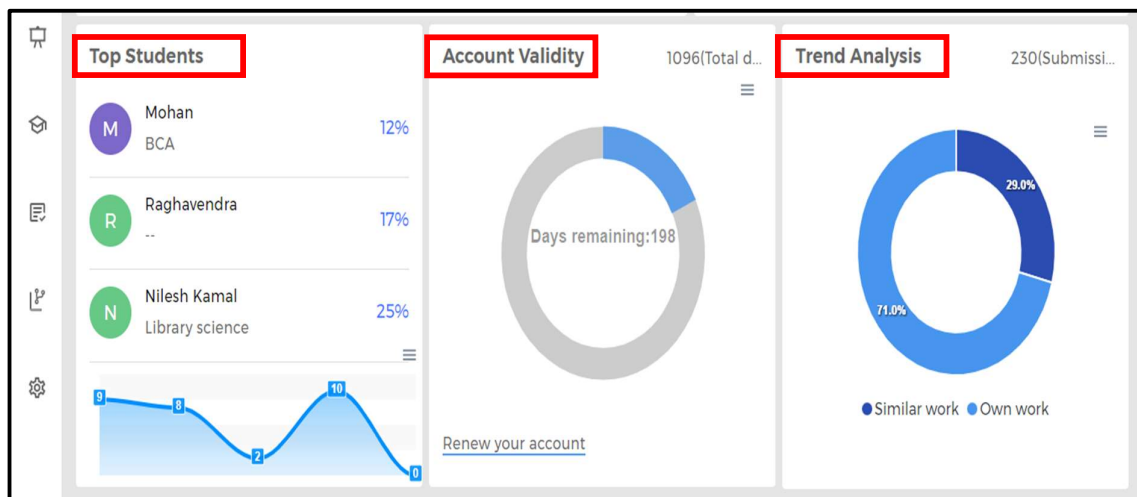 Top Students
M
Mohan
BCA
12%
R
Raghavendra
--
17%
N
Nilesh Kamal
Library science
25%
9
8
2
10
0
Account Validity
1096(Total d...
Days remaining:198
Renew your account
Trend Analysis
230(Submissi...
29.0%
71.0%
Similar work
Own work